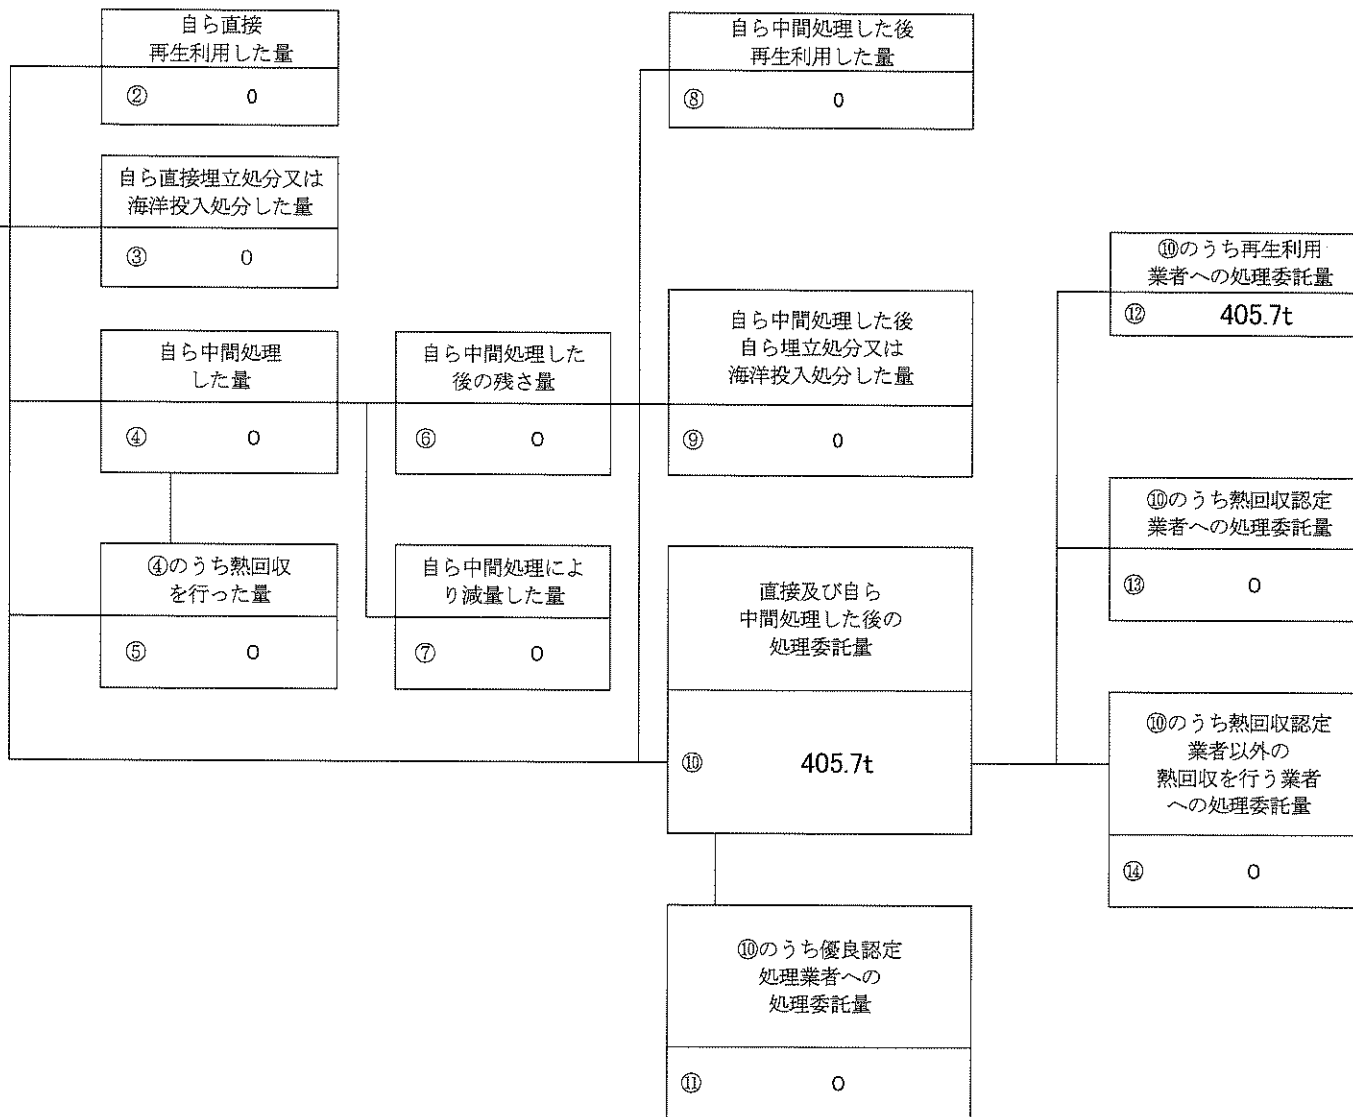 自ら直接
再生利用した量
② 0
自ら直接埋立処分又は
海洋投入処分した量
③ 0
自ら中間処理
した量
④ 0
④のうち熱回収
を行った量
⑤ 0
自ら中間処理した
後の残さ量
⑥ 0
自ら中間処理によ
り減量した量
⑦ 0
自ら中間処理した後
再生利用した量
⑧ 0
自ら中間処理した後
自ら埋立処分又は
海洋投入処分した量
⑨ 0
直接及び自ら
中間処理した後の
処理委託量
⑩ 405.7t
⑩のうち優良認定
処理業者への
処理委託量
⑪ 0
⑩のうち再生利用
業者への処理委託量
⑫ 405.7t
⑩のうち熱回収認定
業者への処理委託量
⑬ 0
⑩のうち熱回収認定
業者以外の
熱回収を行う業者
への処理委託量
⑭ 0